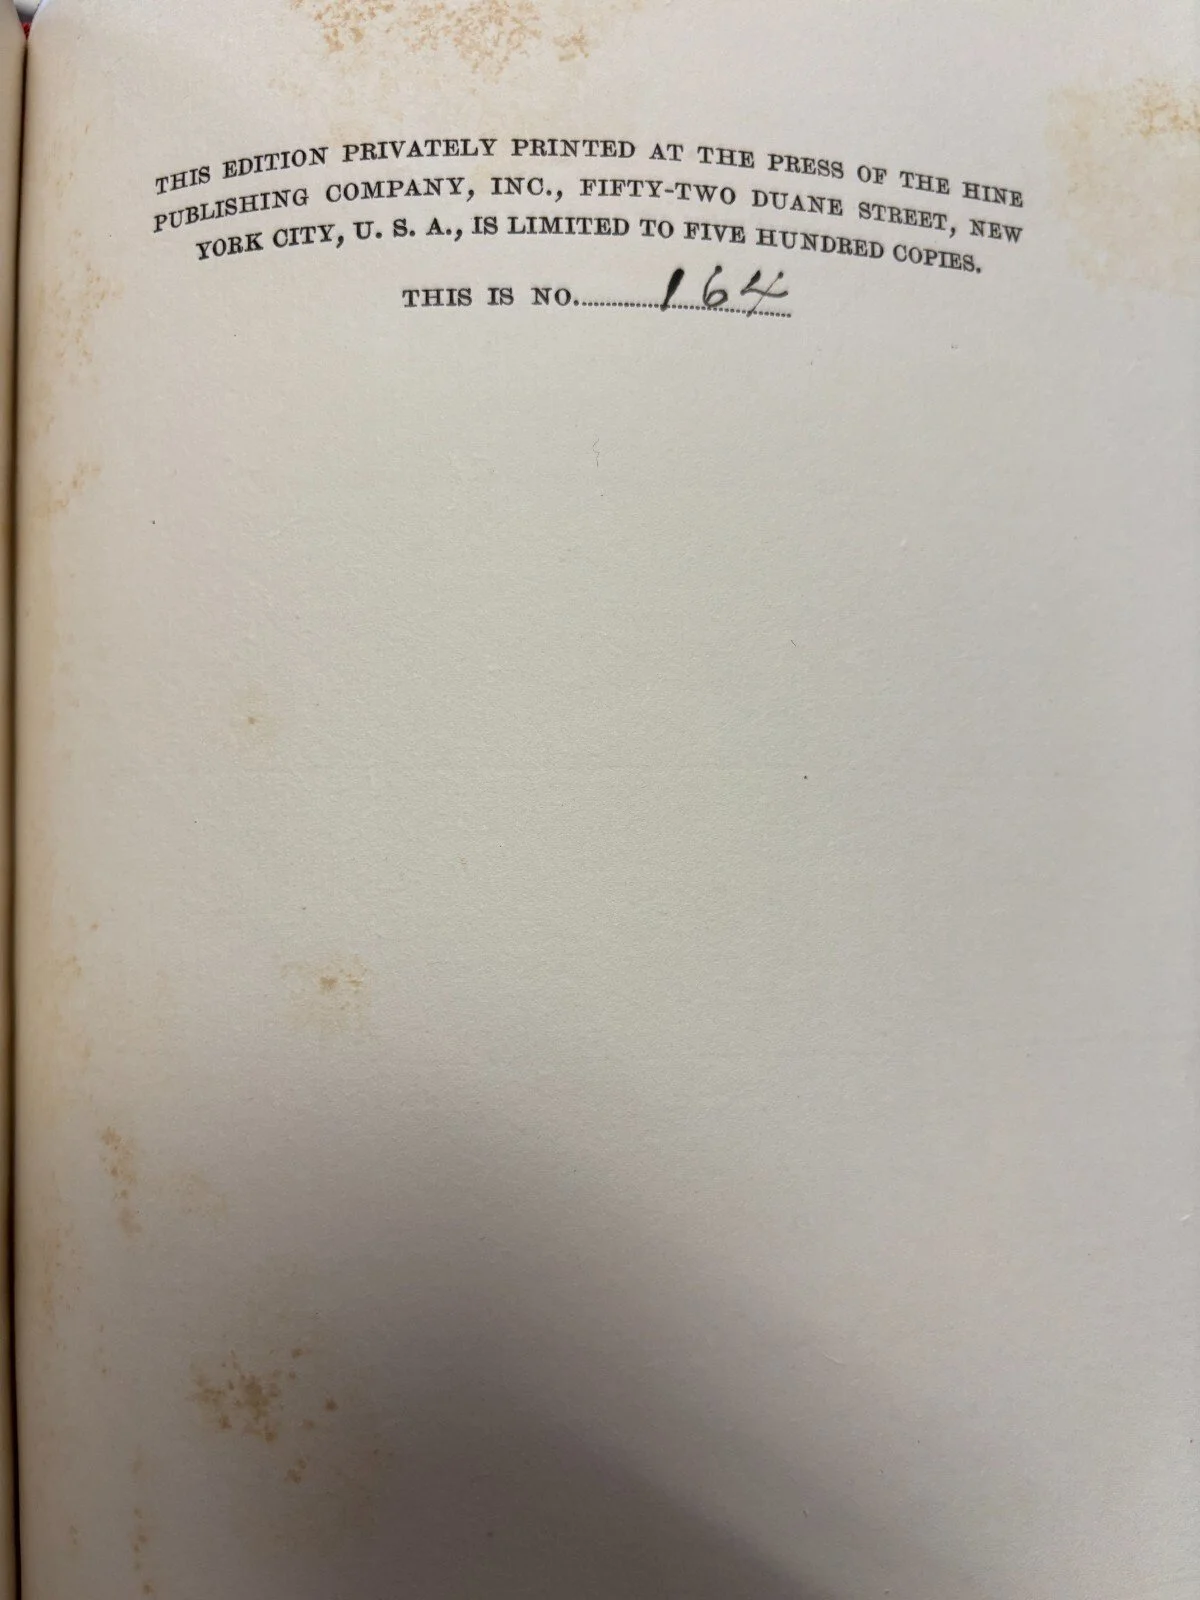 THIS EDITION PRIVATELY PRINTED AT THE PRESS OF THE HINE
PUBLISHING COMPANY, INC., FIFTY-TWO DUANE STREET, NEW
YORK CITY, U. S. A., IS LIMITED TO FIVE HUNDRED COPIES.
THIS IS NO. 164